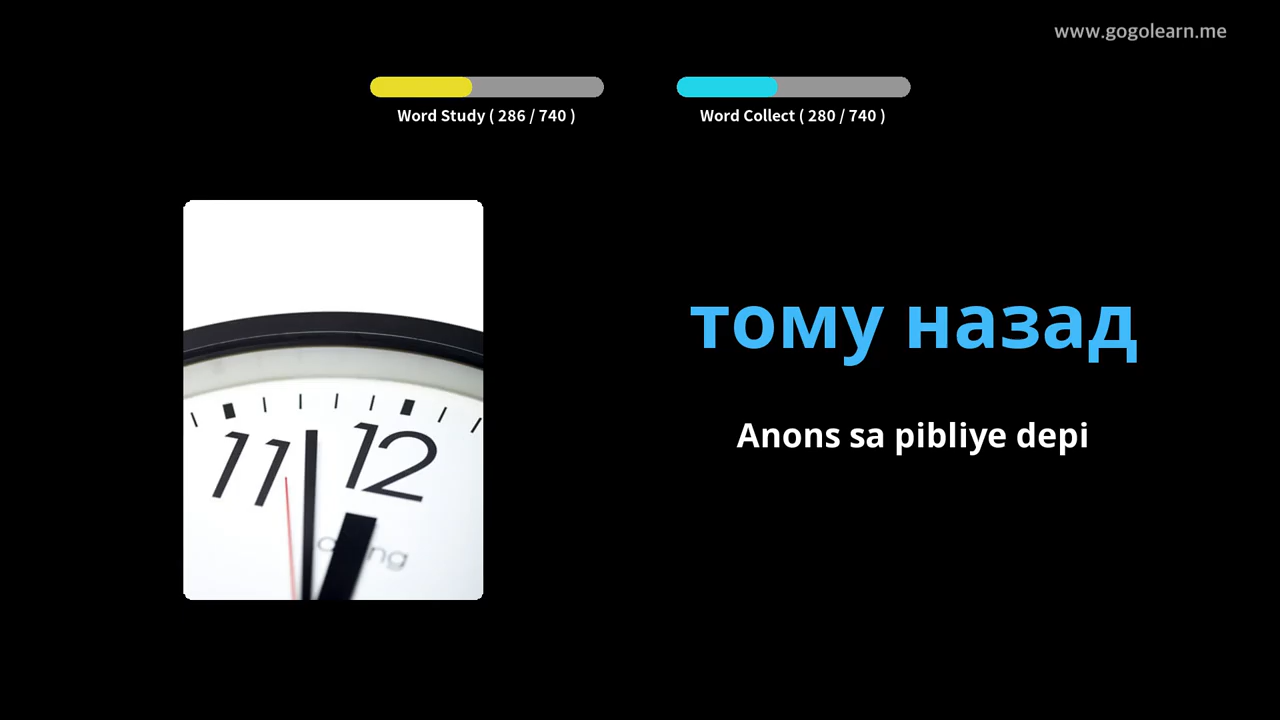 www.gogolearn.me
Word Study ( 286 / 740 )
Word Collect ( 280 / 740 )
тому назад
Anons sa pibliye depi
11 12